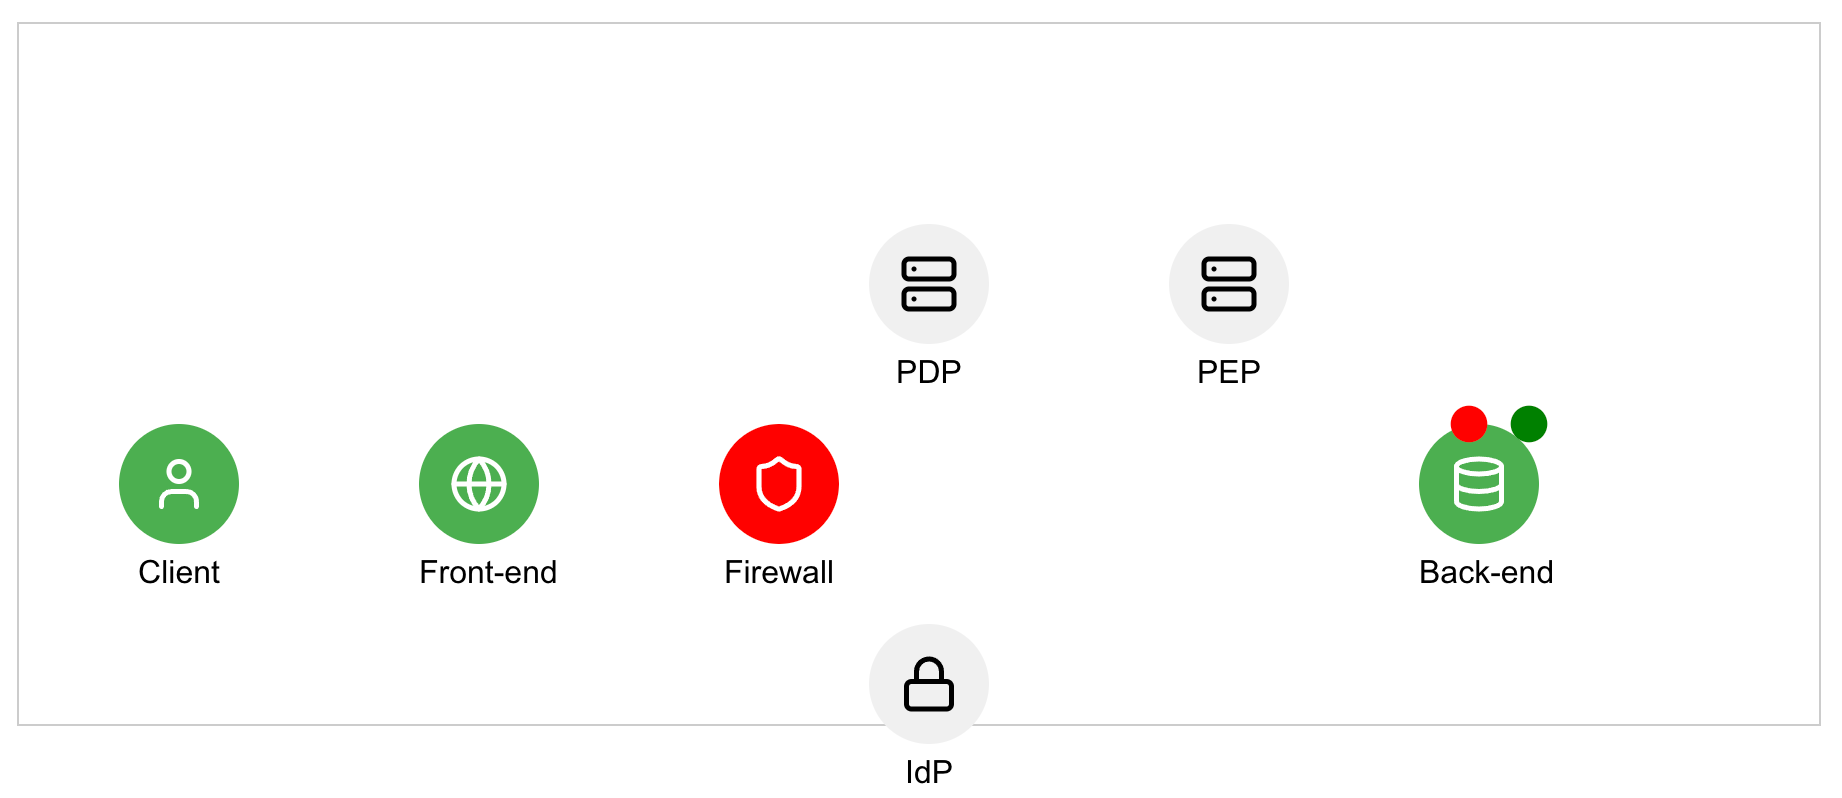 PDP
PEP
Client
Front-end
Firewall
Back-end
IdP